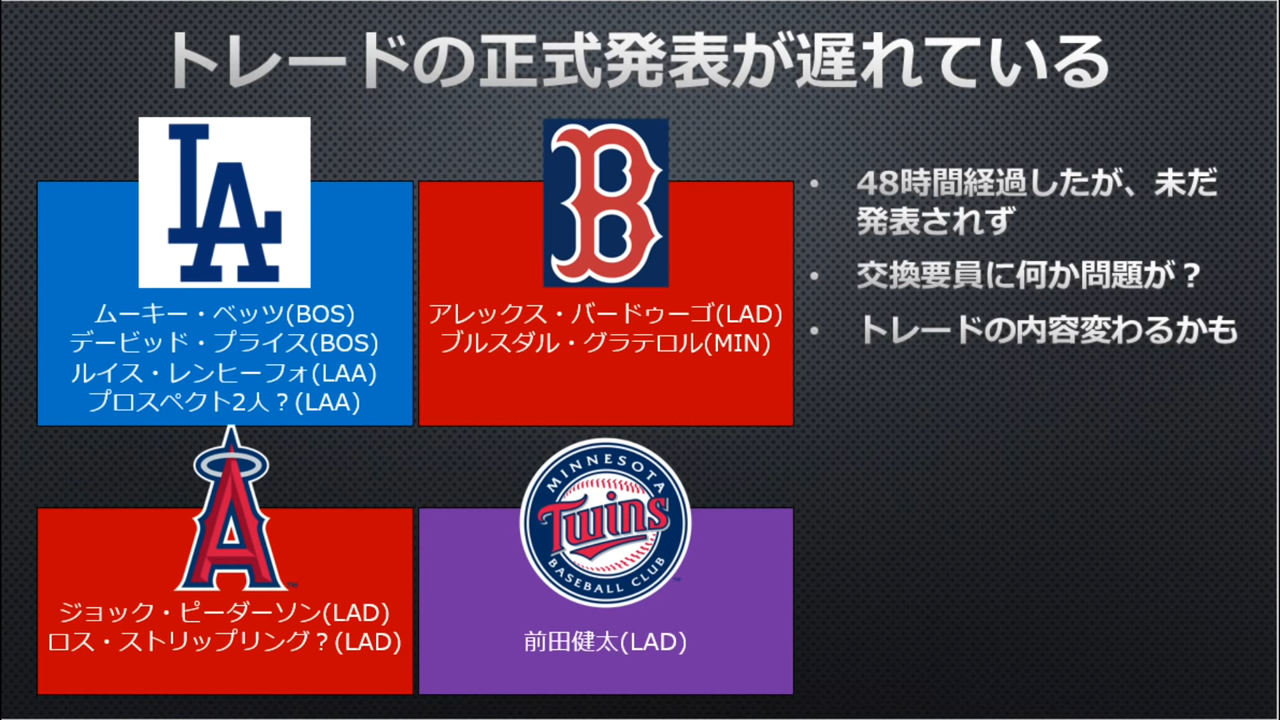 トレードの正式発表が遅れている
LA
B
ムーキー・ベッツ(BOS)
デービッド・プライス(BOS)
ルイス・レンヒーフォ(LAA)
プロスペクト2人？(LAA)
アレックス・バードゥーゴ(LAD)
ブルスダル・グラテロル(MIN)
• 48時間経過したが、未だ
発表されず
• 交換要員に何か問題が？
• トレードの内容変わるかも
A
TM
ジョック・ピーダーソン(LAD)
ロス・ストリップリング？(LAD)
MINNESOTA
Twins
BASEBALL CLUB
前田健太(LAD)